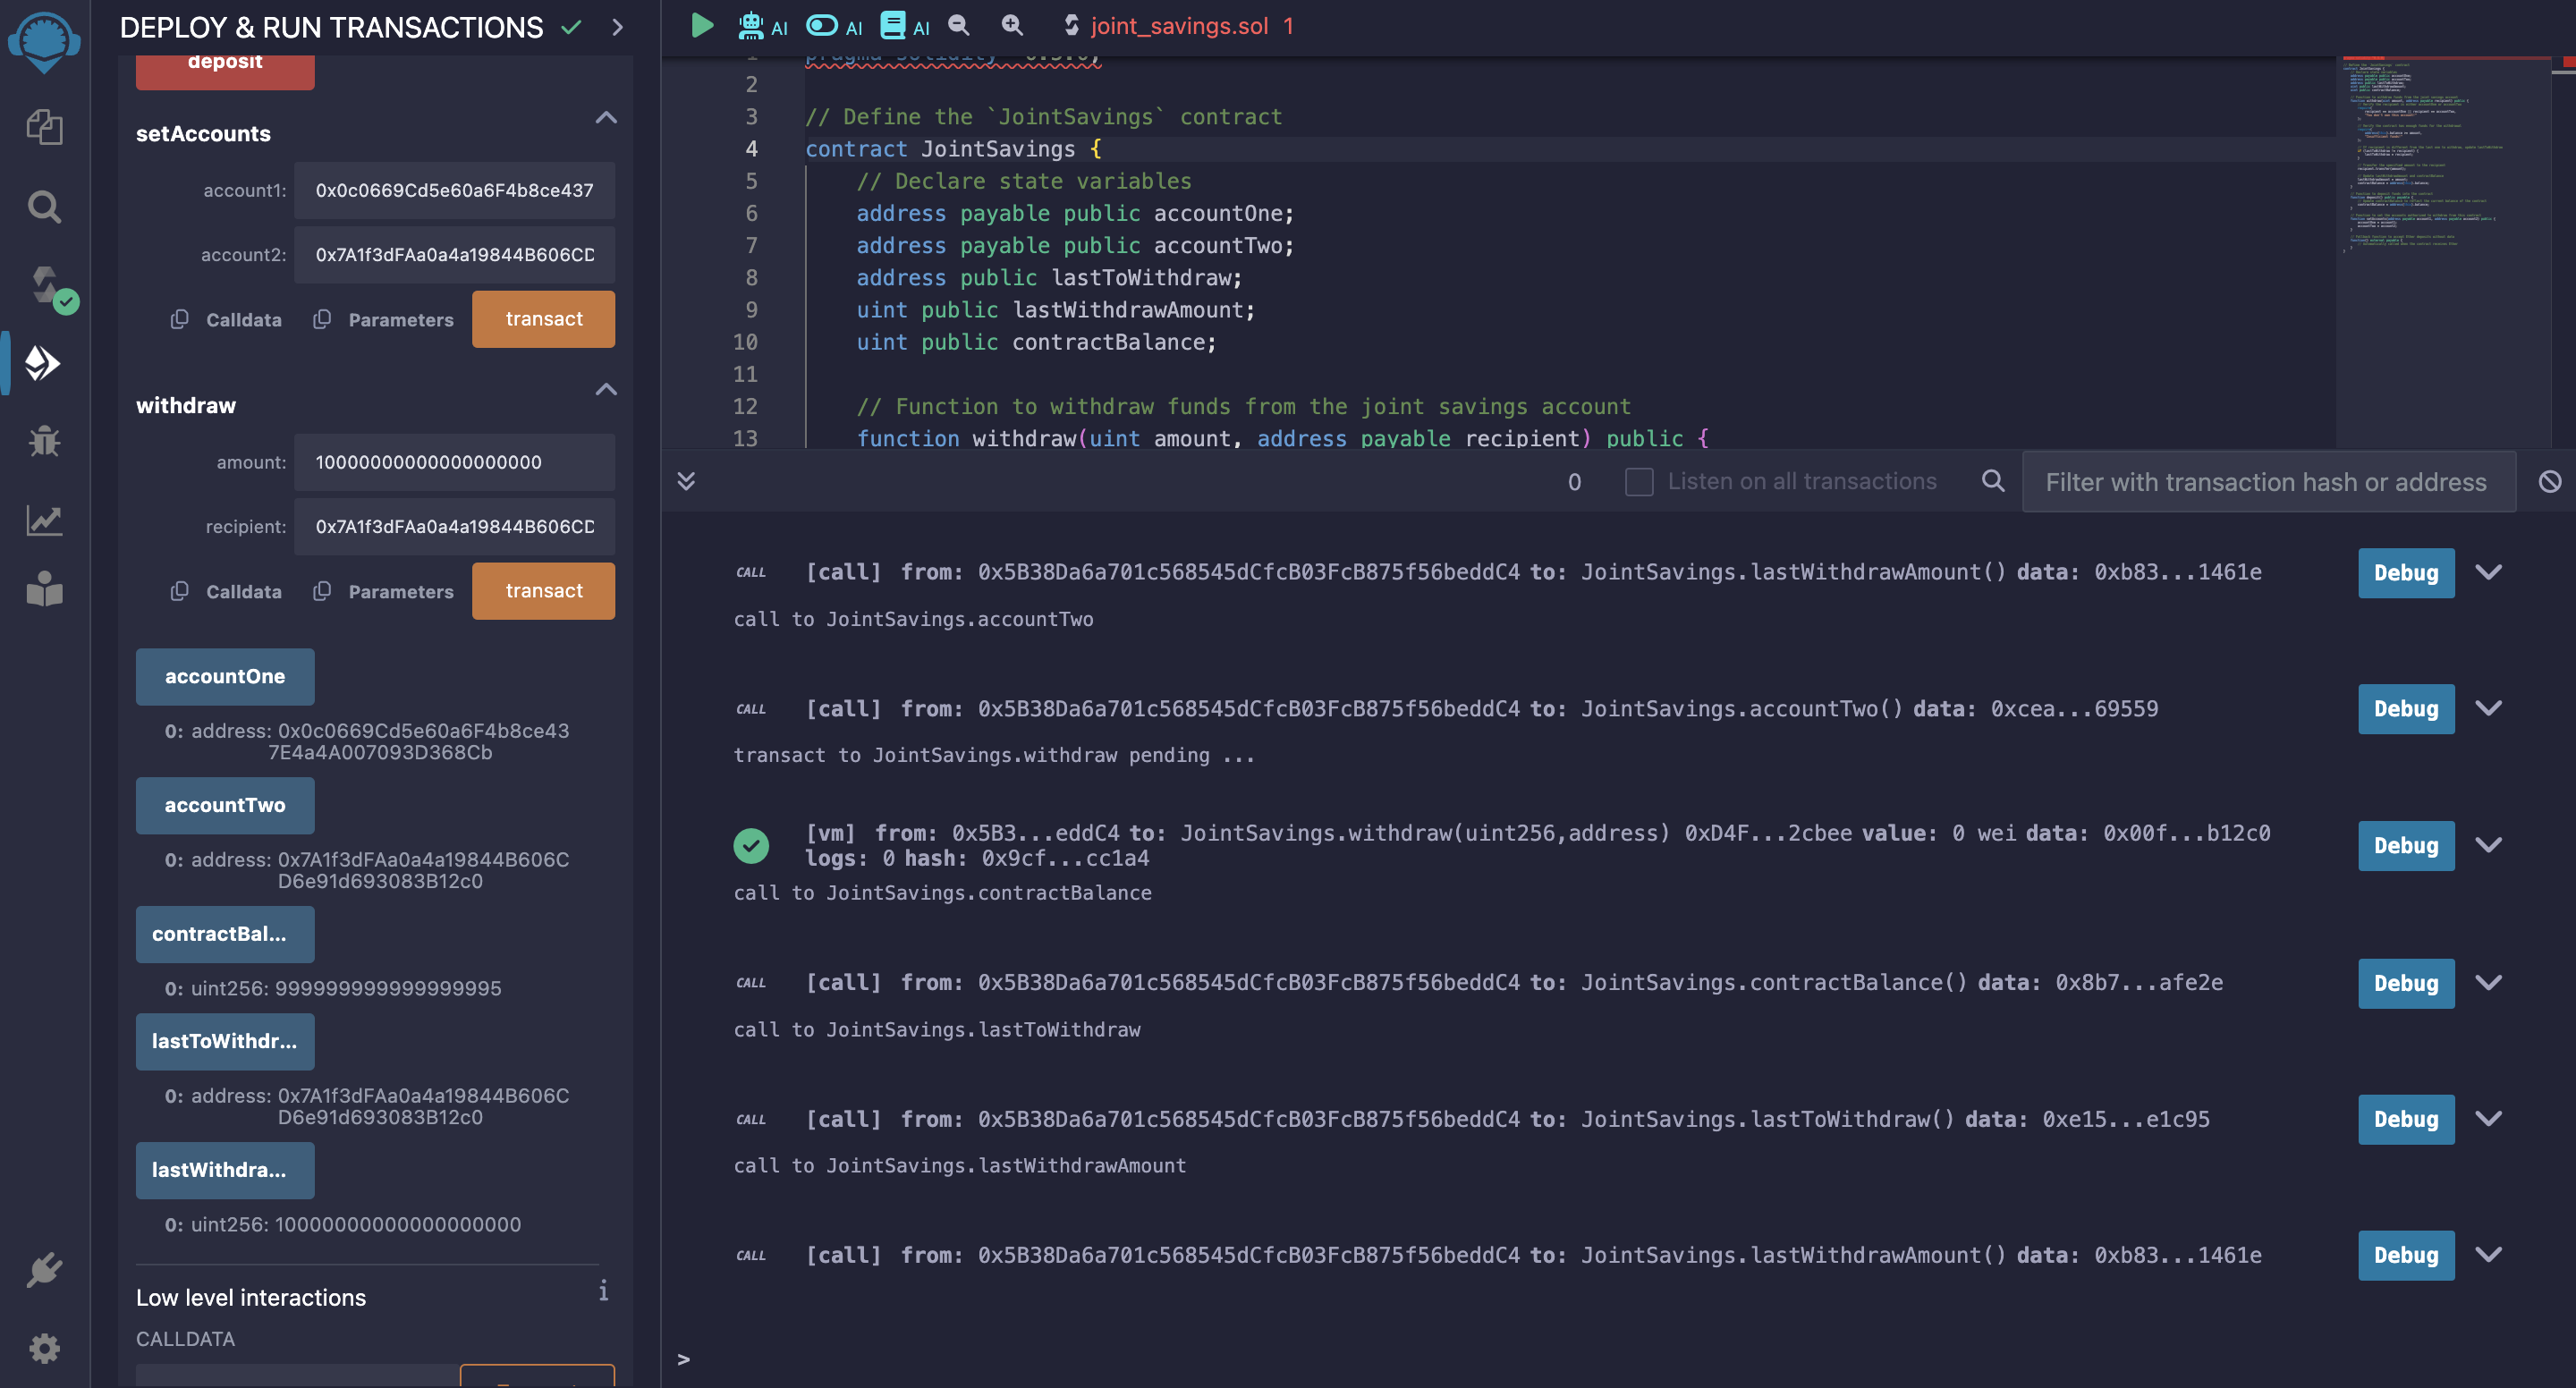 DEPLOY & RUN TRANSACTIONS
deposit
setAccounts
account1: 0x0c0669Cd5e60a6F4b8ce437
account2: 0x7A1f3dFAa0a4a19844B606CD
Calldata Parameters transact
withdraw
amount: 10000000000000000000
recipient: 0x7A1f3dFAa0a4a19844B606CD
Calldata Parameters transact
accountOne
0: address: 0x0c0669Cd5e60a6F4b8ce43
7E4a4A007093D368Cb
accountTwo
0: address: 0x7A1f3dFAa0a4a19844B606C
D6e91d693083B12c0
contractBal...
0: uint256: 999999999999999995
lastToWithdr...
0: address: 0x7A1f3dFAa0a4a19844B606C
D6e91d693083B12c0
lastWithdra...
0: uint256: 10000000000000000000
Low level interactions
i
CALLDATA
AI AI AI joint_savings.sol 1
2
3 // Define the `JointSavings` contract
4 contract JointSavings {
5 // Declare state variables
6 address payable public accountOne;
7 address payable public accountTwo;
8 address public lastToWithdraw;
9 uint public lastWithdrawAmount;
10 uint public contractBalance;
11
12 // Function to withdraw funds from the joint savings account
13 function withdraw(uint amount, address payable recipient) public {
0 Listen on all transactions Filter with transaction hash or address
CALL [call] from: 0x5B38Da6a701c568545dCfcB03FcB875f56beddC4 to: JointSavings.lastWithdrawAmount() data: 0xb83...1461e Debug
call to JointSavings.accountTwo
CALL [call] from: 0x5B38Da6a701c568545dCfcB03FcB875f56beddC4 to: JointSavings.accountTwo() data: 0xcea...69559 Debug
transact to JointSavings.withdraw pending ...
[vm] from: 0x5B3...eddC4 to: JointSavings.withdraw(uint256,address) 0xD4F...2cbee value: 0 wei data: 0x00f...b12c0 Debug
logs: 0 hash: 0x9cf...cc1a4
call to JointSavings.contractBalance
CALL [call] from: 0x5B38Da6a701c568545dCfcB03FcB875f56beddC4 to: JointSavings.contractBalance() data: 0x8b7...afe2e Debug
call to JointSavings.lastToWithdraw
CALL [call] from: 0x5B38Da6a701c568545dCfcB03FcB875f56beddC4 to: JointSavings.lastToWithdraw() data: 0xe15...e1c95 Debug
call to JointSavings.lastWithdrawAmount
CALL [call] from: 0x5B38Da6a701c568545dCfcB03FcB875f56beddC4 to: JointSavings.lastWithdrawAmount() data: 0xb83...1461e Debug
>